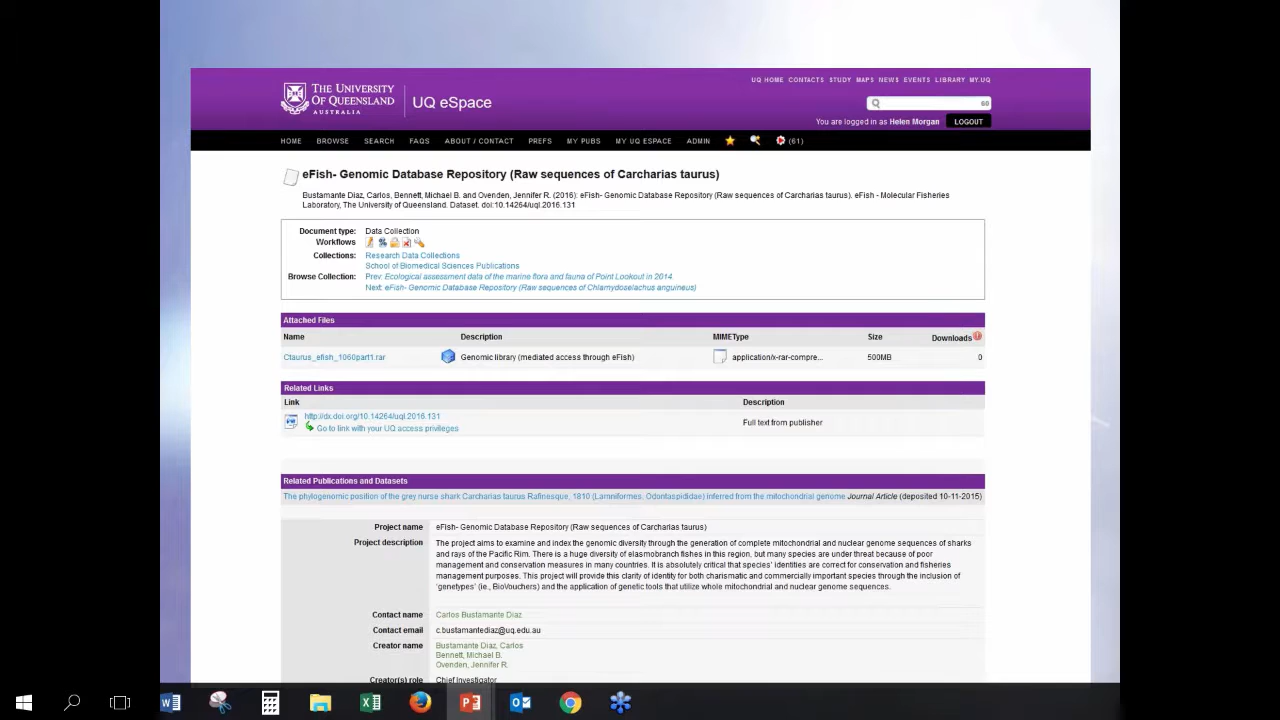 UQ HOME CONTACTS STUDY MAPS NEWS EVENTS LIBRARY MY.UQ
THE UNIVERSITY
OF QUEENSLAND
AUSTRALIA
UQ eSpace
GO
You are logged in as Helen Morgan LOGOUT
HOME BROWSE SEARCH FAQS ABOUT / CONTACT PREFS MY PUBS MY UQ ESPACE ADMIN (61)
eFish- Genomic Database Repository (Raw sequences of Carcharias taurus)
Bustamante Diaz, Carlos, Bennett, Michael B. and Ovenden, Jennifer R. (2016): eFish- Genomic Database Repository (Raw sequences of Carcharias taurus). eFish - Molecular Fisheries
Laboratory, The University of Queensland. Dataset. doi:10.14264/uql.2016.131
Document type: Data Collection
Workflows
Collections: Research Data Collections
School of Biomedical Sciences Publications
Browse Collection: Prev: Ecological assessment data of the marine flora and fauna of Point Lookout in 2014.
Next: eFish- Genomic Database Repository (Raw sequences of Chlamydoselachus anguineus)
Attached Files
Name Description MIMEType Size Downloads
Ctaurus_efish_1060part1.rar Genomic library (mediated access through eFish) application/x-rar-compre... 500MB 0
Related Links
Link Description
http://dx.doi.org/10.14264/uql.2016.131
Go to link with your UQ access privileges
Full text from publisher
Related Publications and Datasets
The phylogenomic position of the grey nurse shark Carcharias taurus Rafinesque, 1810 (Lamniformes, Odontaspididae) inferred from the mitochondrial genome Journal Article (deposited 10-11-2015)
Project name eFish- Genomic Database Repository (Raw sequences of Carcharias taurus)
Project description The project aims to examine and index the genomic diversity through the generation of complete mitochondrial and nuclear genome sequences of sharks
and rays of the Pacific Rim. There is a huge diversity of elasmobranch fishes in this region, but many species are under threat because of poor
management and conservation measures in many countries. It is absolutely critical that species' identities are correct for conservation and fisheries
management purposes. This project will provide this clarity of identity for both charismatic and commercially important species through the inclusion of
'genetypes' (ie., BioVouchers) and the application of genetic tools that utilize whole mitochondrial and nuclear genome sequences.
Contact name Carlos Bustamante Diaz
Contact email c.bustamantediaz@uq.edu.au
Creator name Bustamante Diaz, Carlos
Bennett, Michael B.
Ovenden, Jennifer R.
Creator(s) role Chief investigator